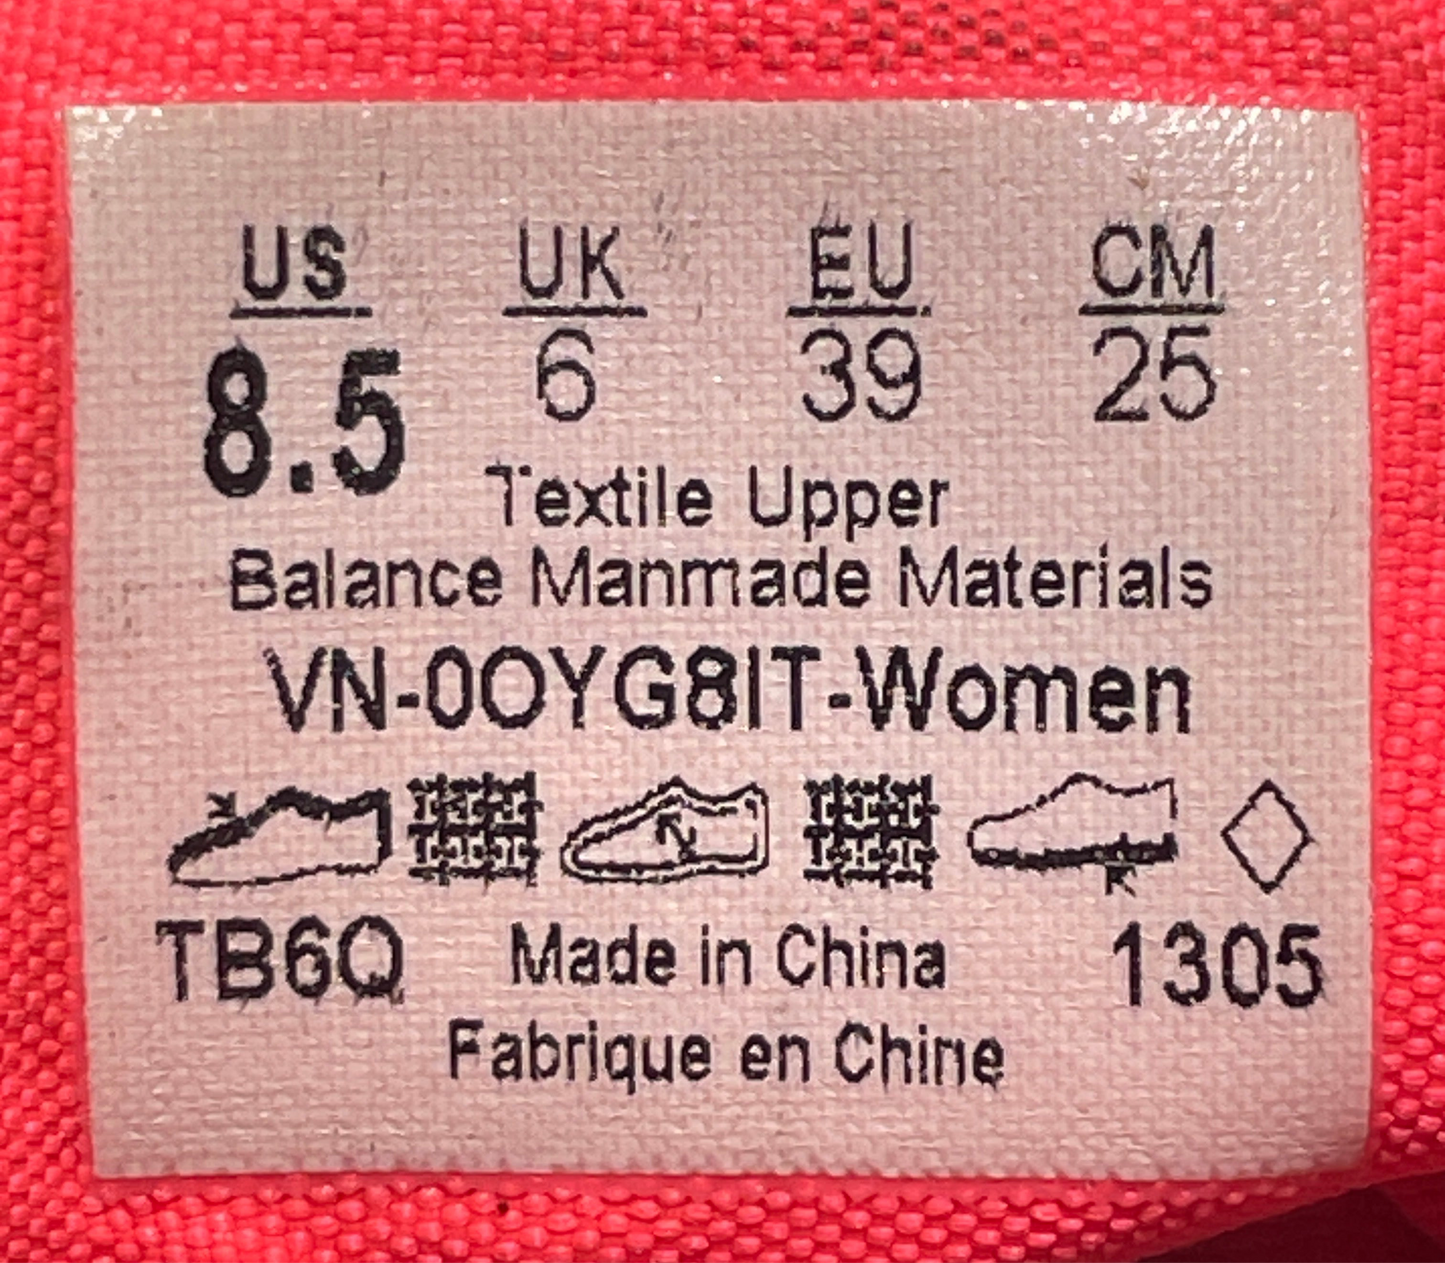 US UK EU CM
8.5 6 39 25
Textile Upper
Balance Manmade Materials
VN-0OYG8IT-Women
TB6Q Made in China 1305
Fabrique en Chine